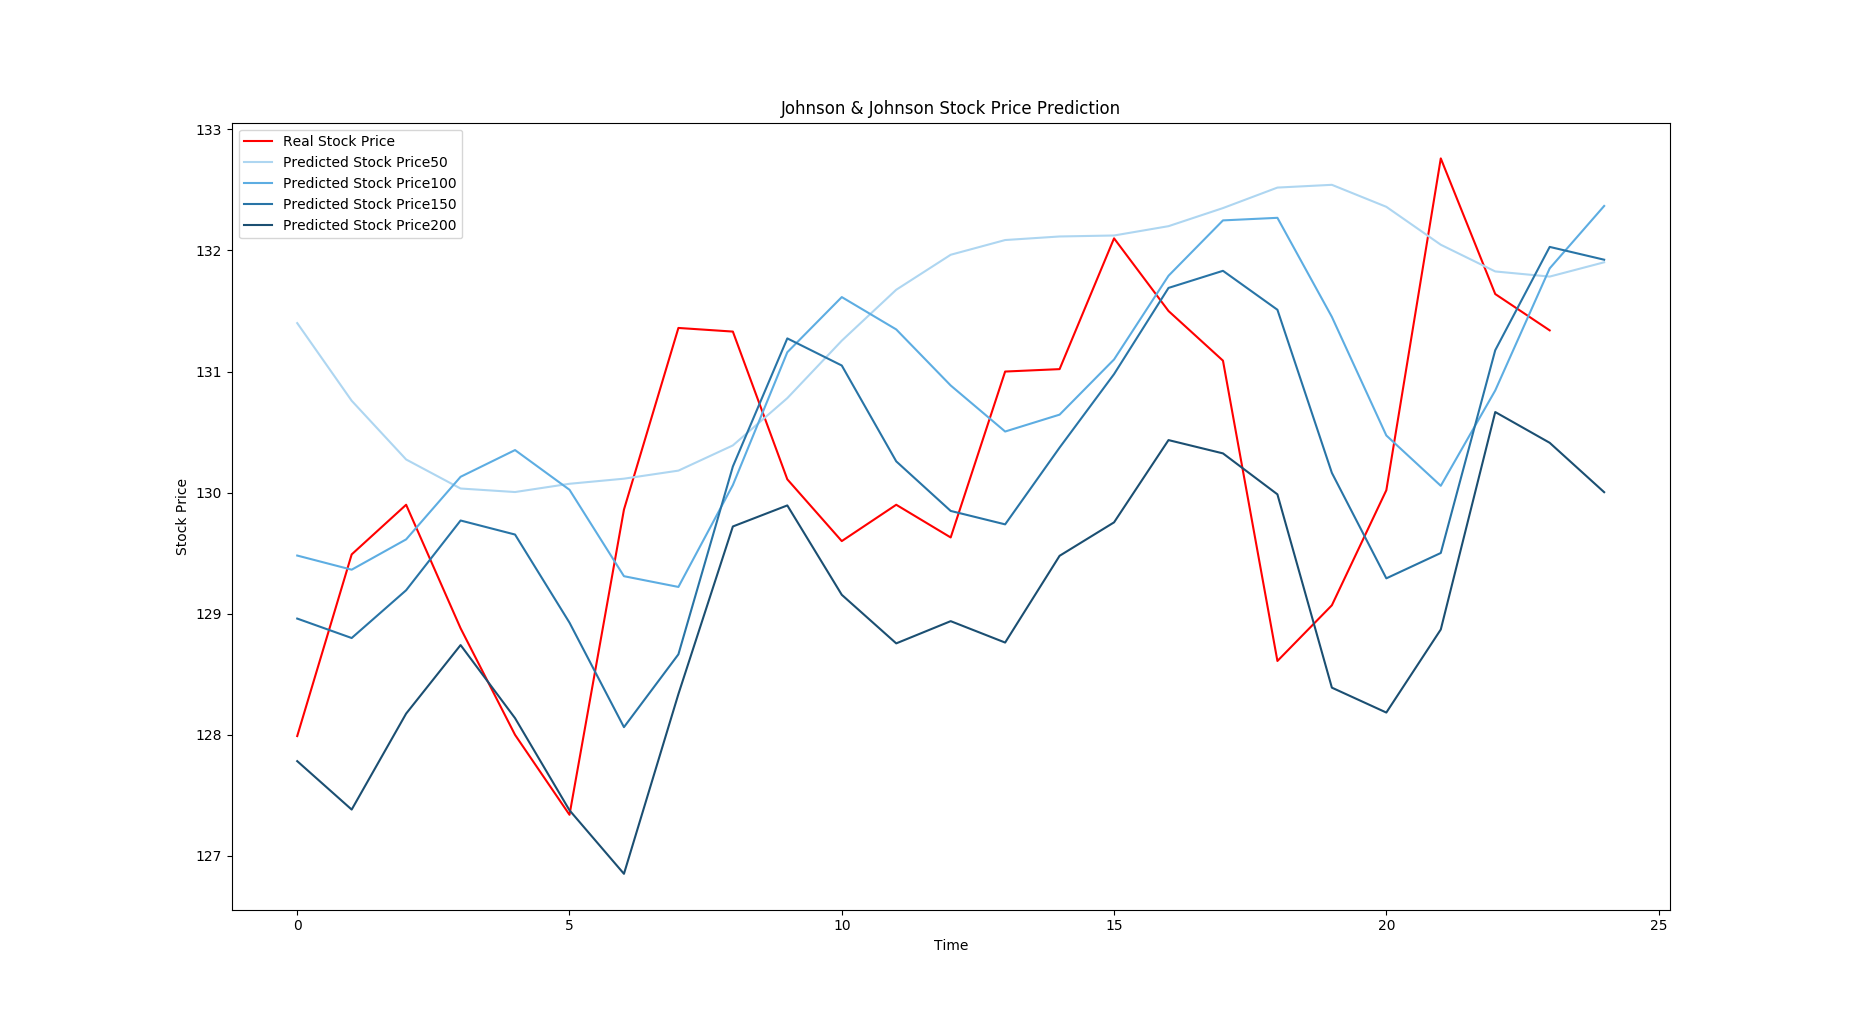 Johnson & Johnson Stock Price Prediction
Real Stock Price
Predicted Stock Price50
Predicted Stock Price100
Predicted Stock Price150
Predicted Stock Price200
Stock Price
133
132
131
130
129
128
127
0 5 10 15 20 25
Time